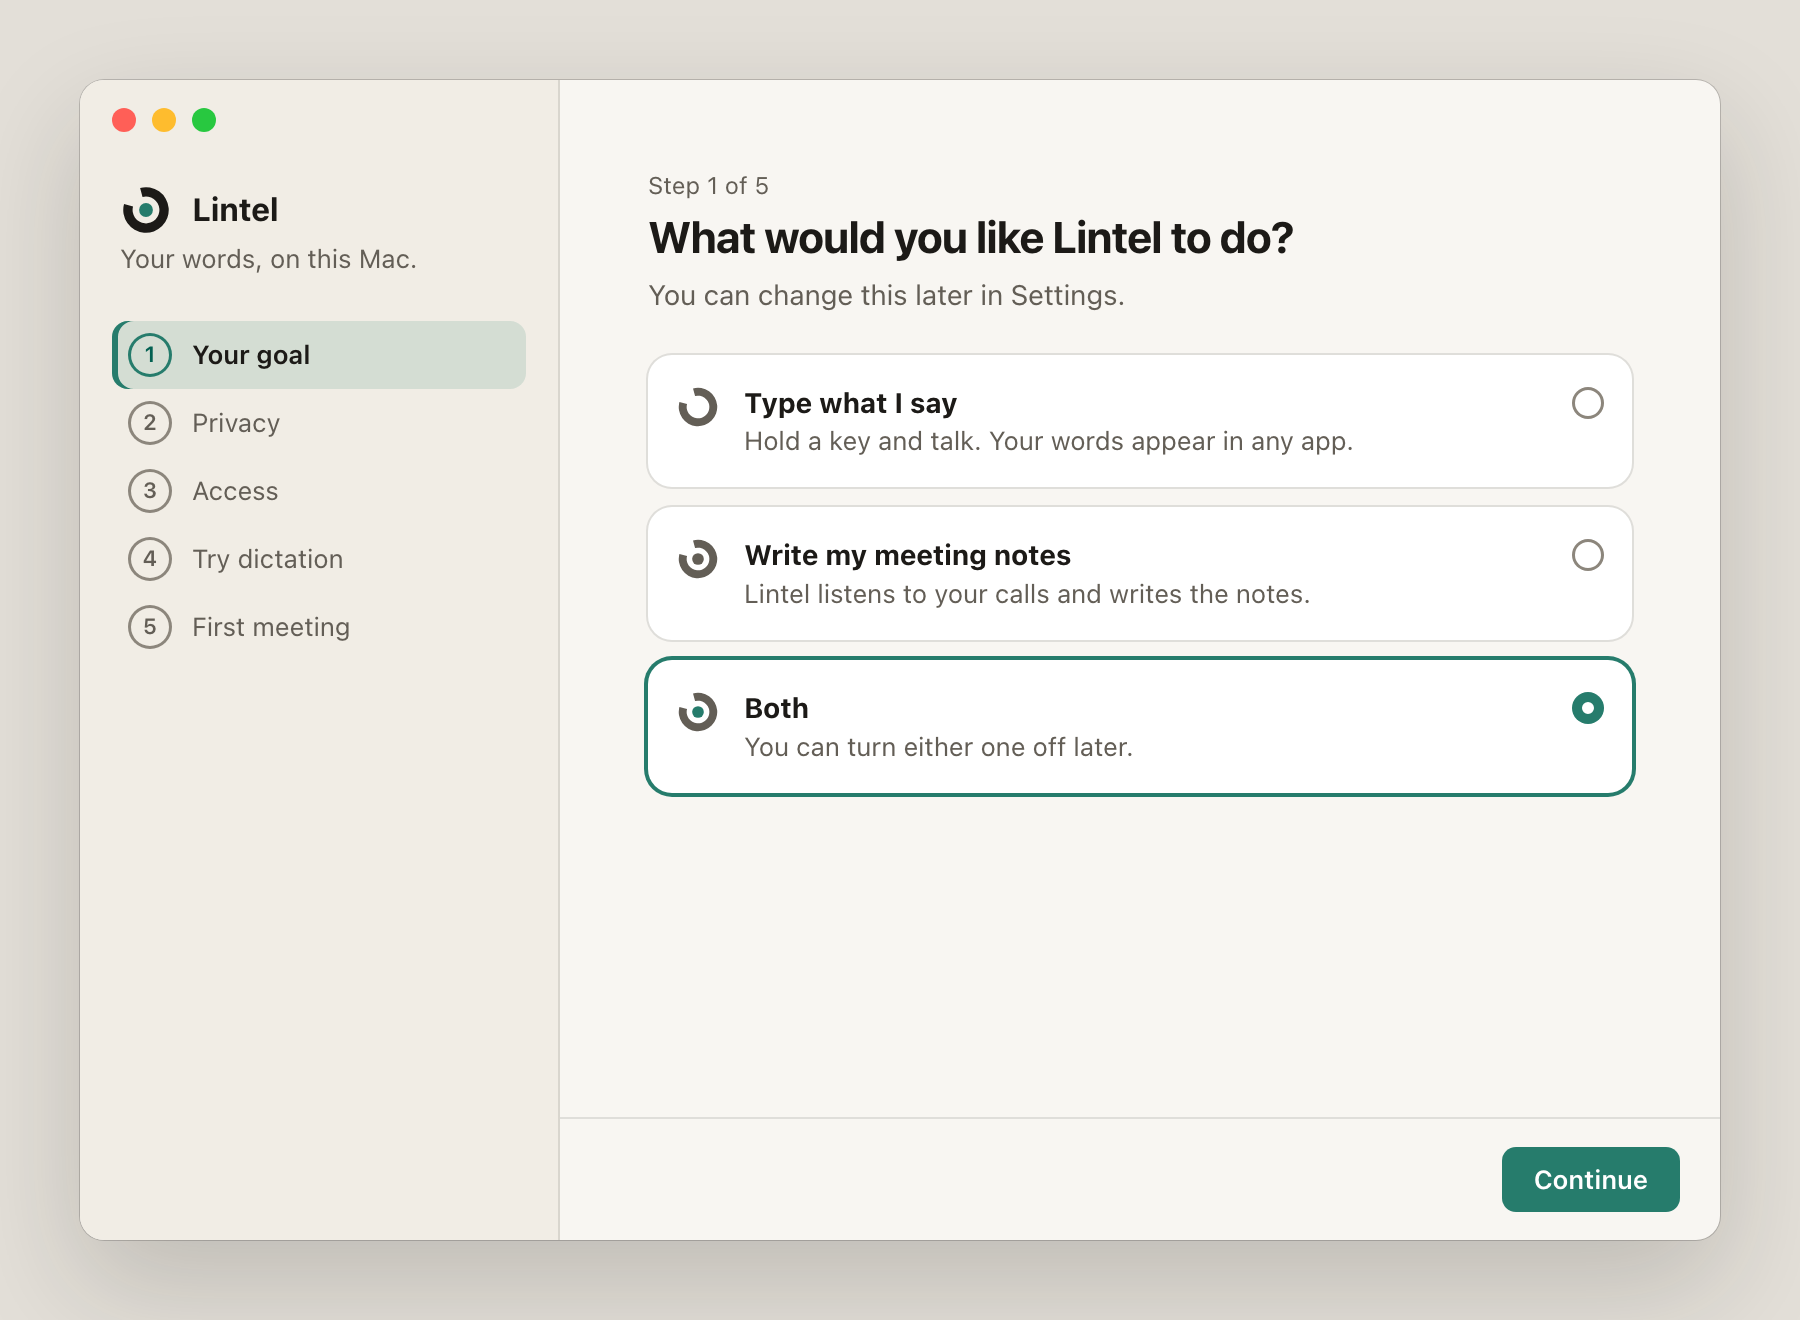 Lintel
Your words, on this Mac.
1 Your goal
2 Privacy
3 Access
4 Try dictation
5 First meeting
Step 1 of 5
What would you like Lintel to do?
You can change this later in Settings.
Type what I say
Hold a key and talk. Your words appear in any app.
Write my meeting notes
Lintel listens to your calls and writes the notes.
Both
You can turn either one off later.
Continue